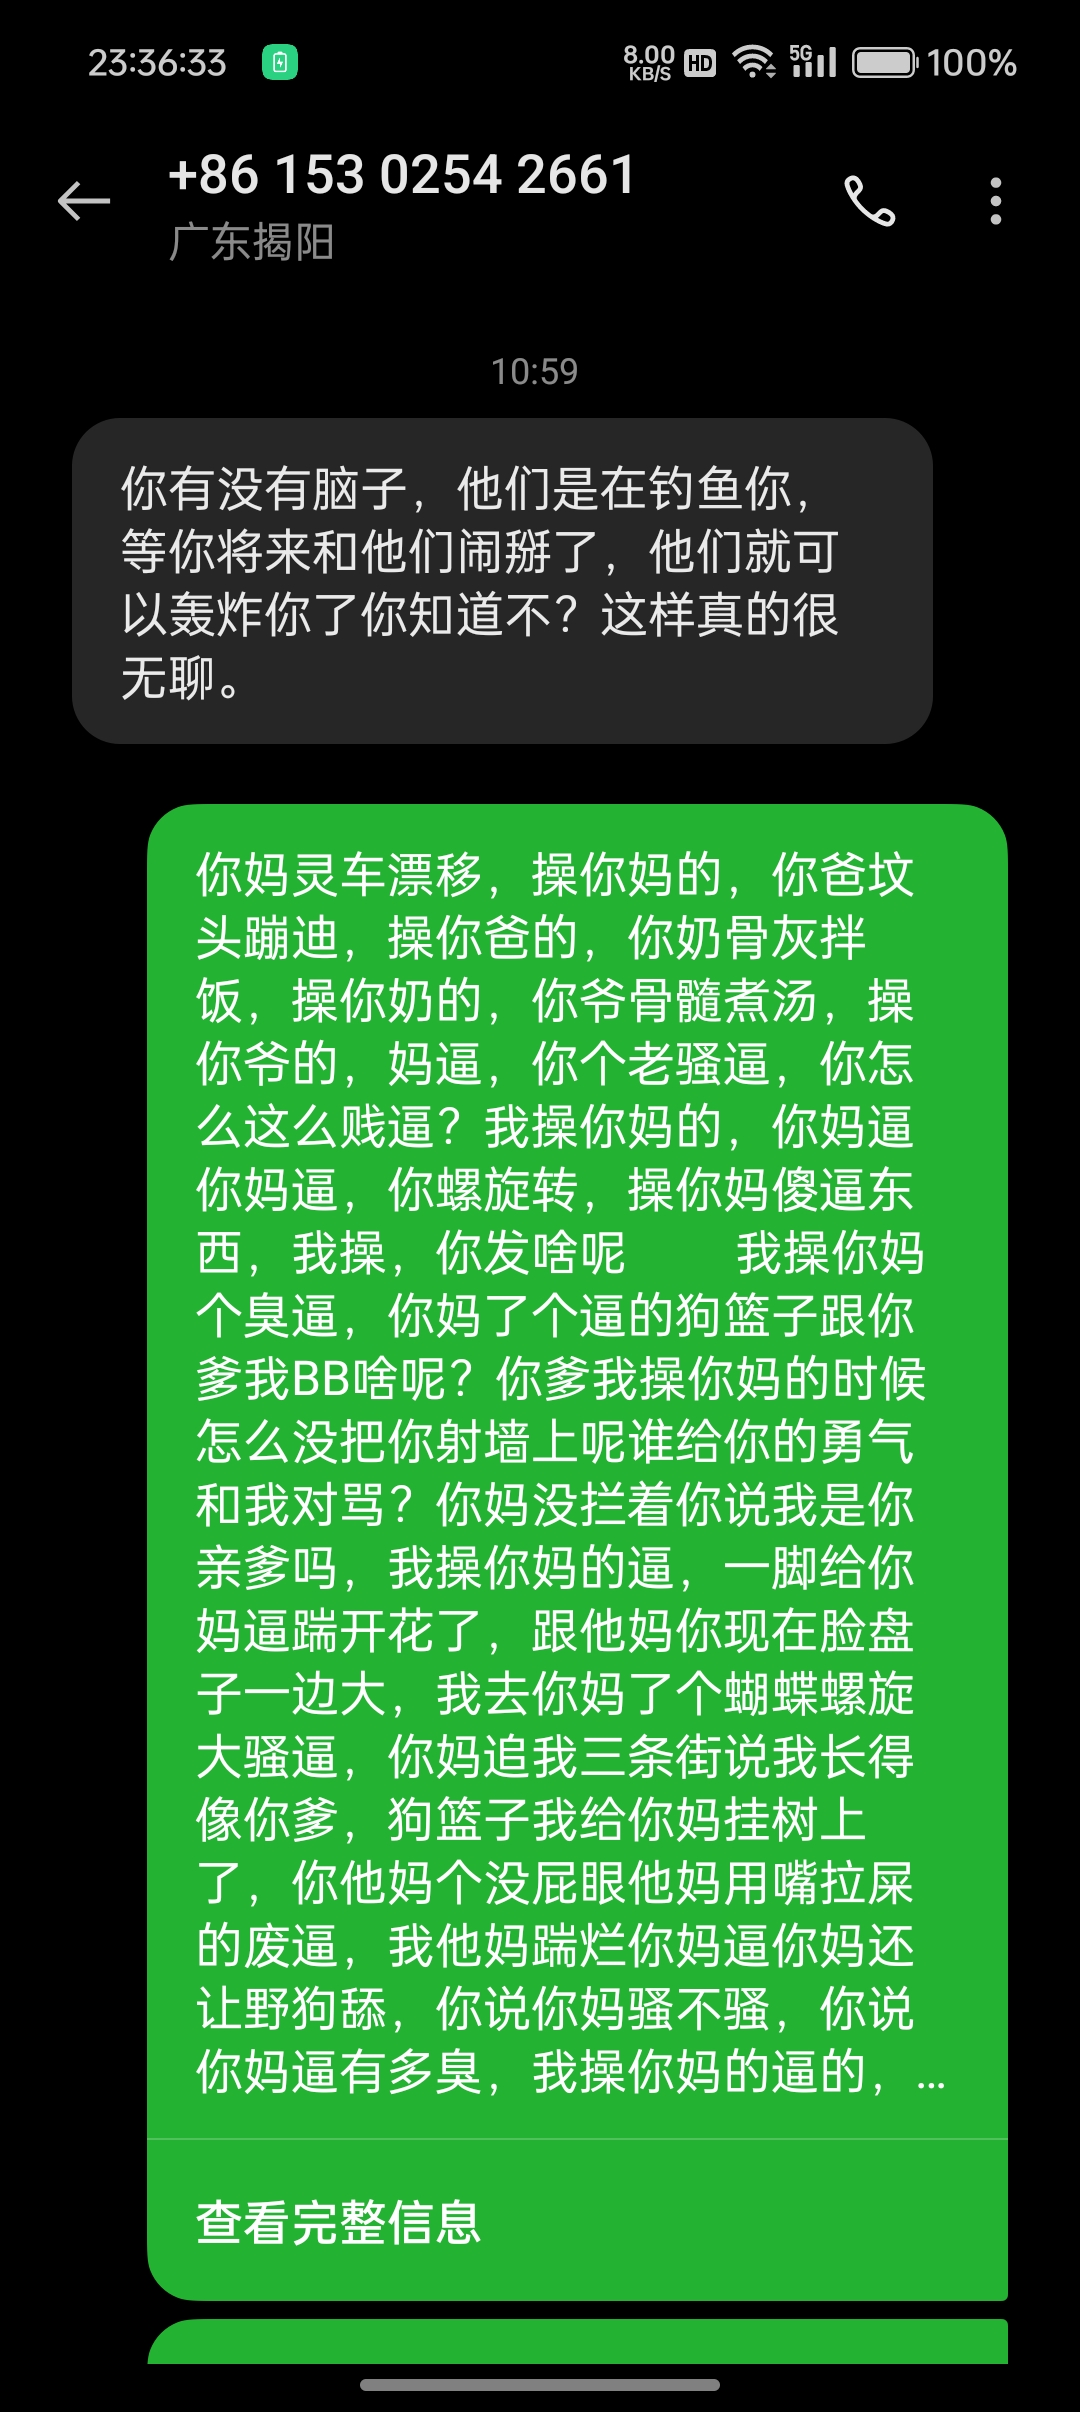 23:36:33
8.00 KB/S HD 5G 100%
+86 153 0254 2661
广东揭阳
10:59
你有没有脑子，他们是在钓鱼你，
等你将来和他们闹掰了，他们就可
以轰炸你了你知道不？这样真的很
无聊。
你妈灵车漂移，操你妈的，你爸坟
头蹦迪，操你爸的，你奶骨灰拌
饭，操你奶的，你爷骨髓煮汤，操
你爷的，妈逼，你个老骚逼，你怎
么这么贱逼？我操你妈的，你妈逼
你妈逼，你螺旋转，操你妈傻逼东
西，我操，你发啥呢　　我操你妈
个臭逼，你妈了个逼的狗篮子跟你
爹我BB啥呢？你爹我操你妈的时候
怎么没把你射墙上呢谁给你的勇气
和我对骂？你妈没拦着你说我是你
亲爹吗，我操你妈的逼，一脚给你
妈逼踹开花了，跟他妈你现在脸盘
子一边大，我去你妈了个蝴蝶螺旋
大骚逼，你妈追我三条街说我长得
像你爹，狗篮子我给你妈挂树上
了，你他妈个没屁眼他妈用嘴拉屎
的废逼，我他妈踹烂你妈逼你妈还
让野狗舔，你说你妈骚不骚，你说
你妈逼有多臭，我操你妈的逼的，...
查看完整信息